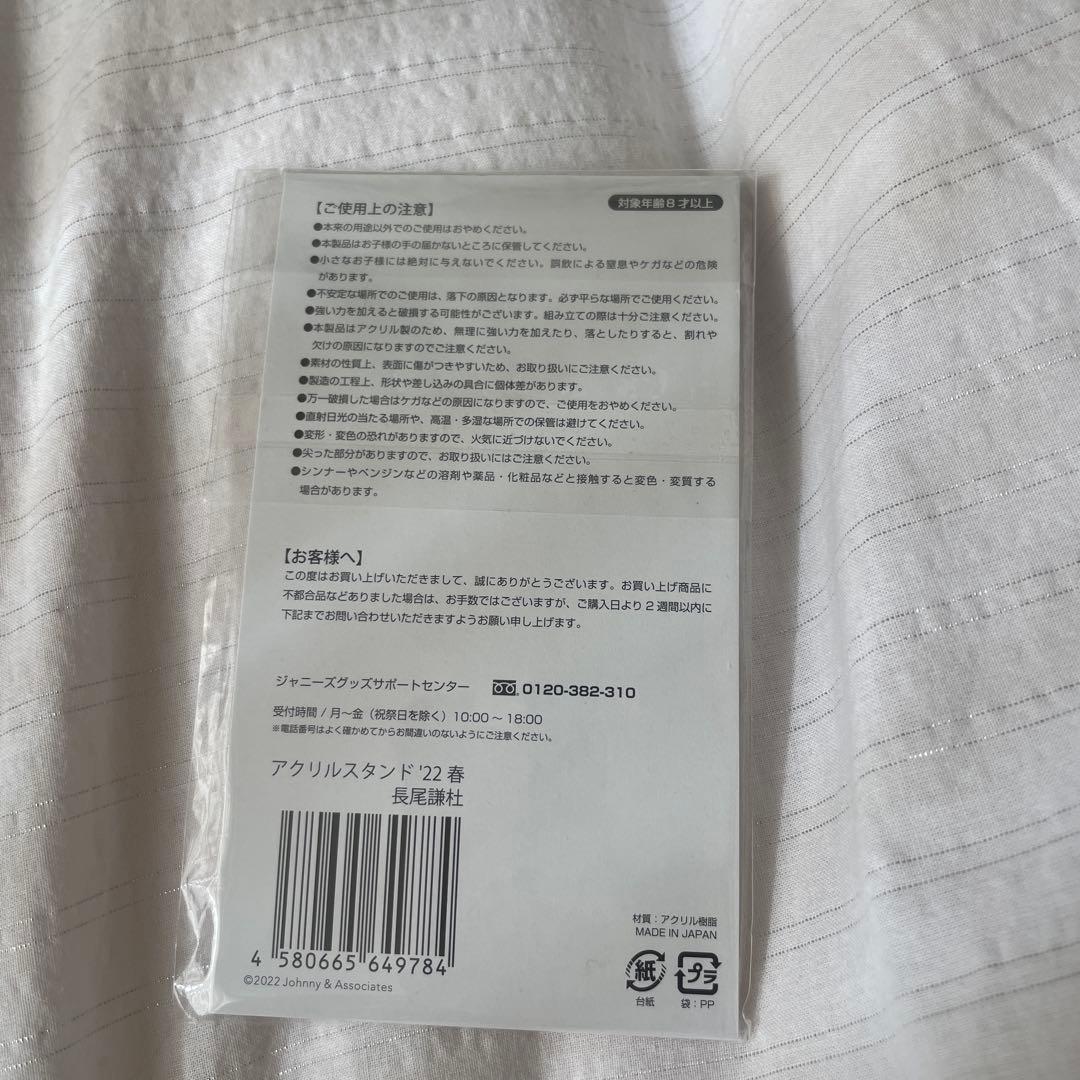 【ご使用上の注意】
対象年齢8才以上
●本来の用途以外でのご使用はおやめください。
●本製品はお子様の手の届かないところに保管してください。
●小さなお子様には絶対に与えないでください。誤飲による窒息やケガなどの危険
があります。
●不安定な場所でのご使用は、落下の原因となります。必ず平らな場所でご使用ください。
●強い力を加えると破損する可能性がございます。組み立ての際は十分ご注意ください。
●本製品はアクリル製のため、無理に強い力を加えたり、落としたりすると、割れや
欠けの原因になりますのでご注意ください。
●素材の性質上、表面に傷がつきやすいため、お取り扱いにご注意ください。
●製造の工程上、形状や差し込みの具合に個体差があります。
●万一破損した場合はケガなどの原因になりますので、ご使用をおやめください。
●直射日光の当たる場所や、高温・多湿な場所での保管は避けてください。
●変形・変色の恐れがありますので、火気に近づけないでください。
●尖った部分がありますので、お取り扱いにはご注意ください。
●シンナーやベンジンなどの溶剤や薬品・化粧品などと接触すると変色・変質する
場合があります。
【お客様へ】
この度はお買い上げいただきまして、誠にありがとうございます。お買い上げ商品に
不都合品などありました場合は、お手数ではございますが、ご購入日より2週間以内に
下記までお問い合わせいただきますようお願い申し上げます。
ジャニーズグッズサポートセンター 0120-382-310
受付時間 / 月～金（祝祭日を除く）10:00～18:00
※電話番号はよく確かめてからお間違いのないようにご注意ください。
アクリルスタンド '22 春
長尾謙杜
4 580665 649784
©2022 Johnny & Associates
材質：アクリル樹脂
MADE IN JAPAN
紙 プラ
台紙 袋：PP